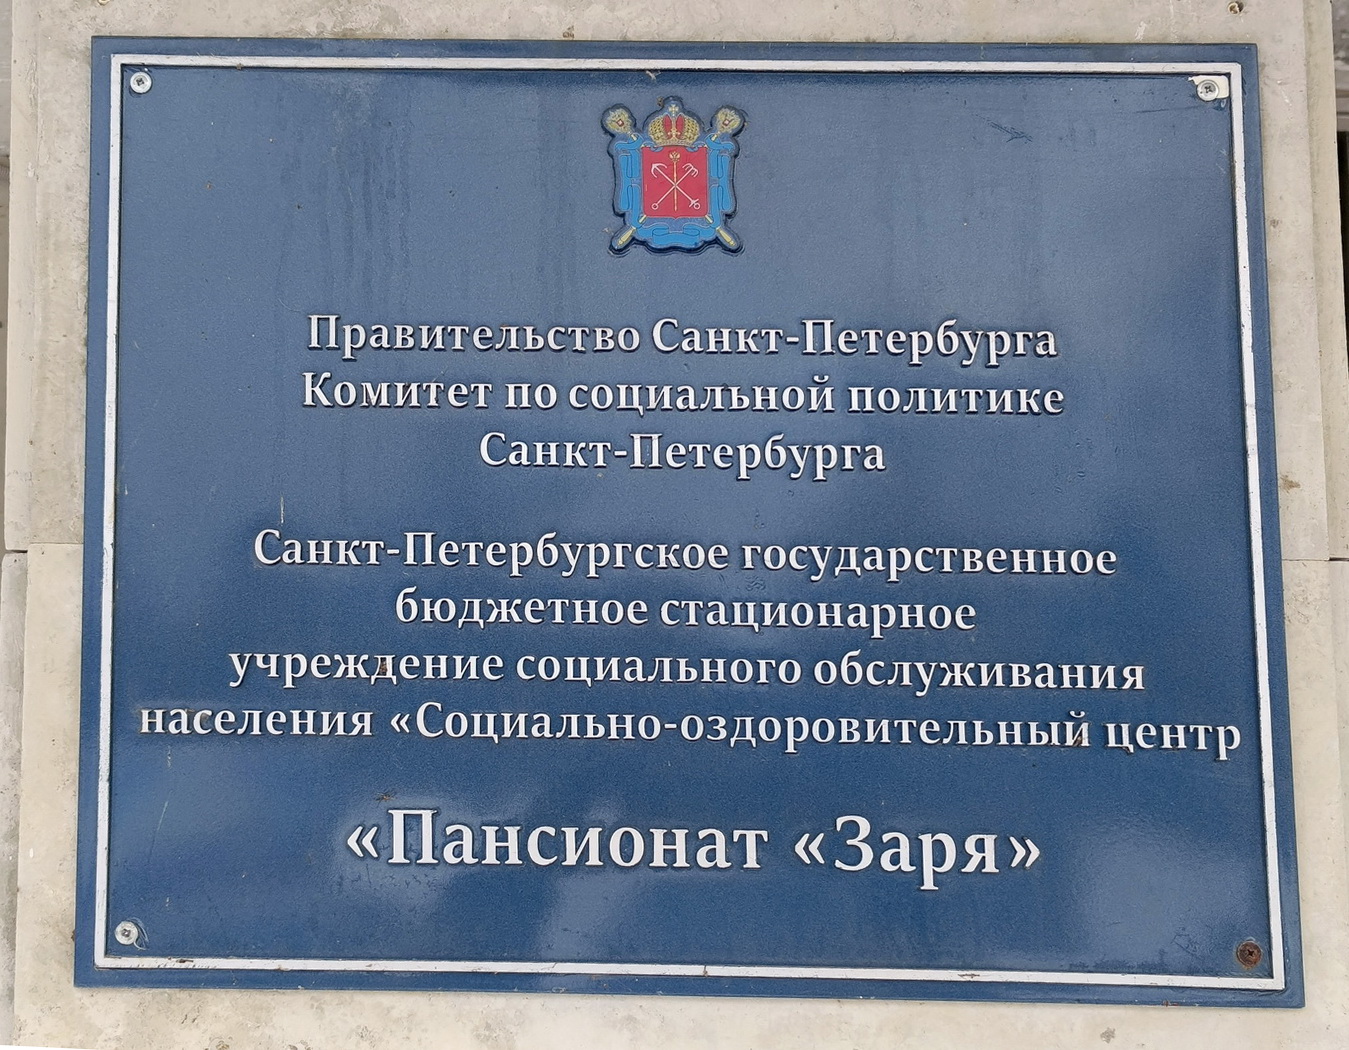 Правительство Санкт-Петербурга
Комитет по социальной политике
Санкт-Петербурга
Санкт-Петербургское государственное
бюджетное стационарное
учреждение социального обслуживания
населения «Социально-оздоровительный центр
«Пансионат «Заря»